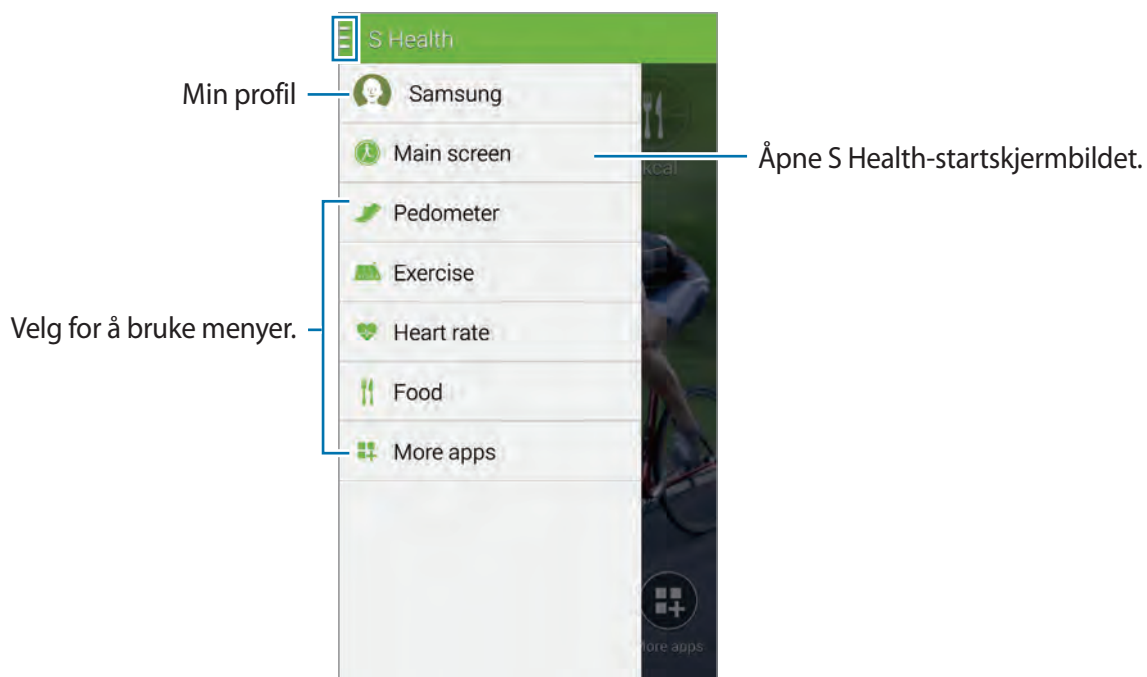 S Health
Min profil
Samsung
kcal
Main screen
Åpne S Health-startskjermbildet.
Pedometer
Exercise
Velg for å bruke menyer.
Heart rate
Food
More apps
More apps